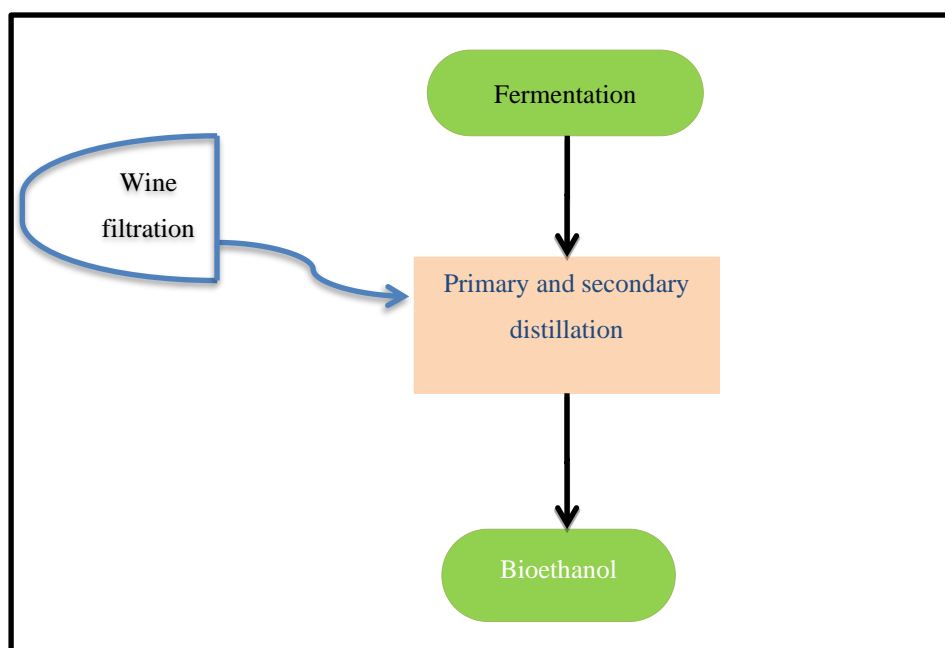 Fermentation
Wine
filtration
Primary and secondary
distillation
Bioethanol